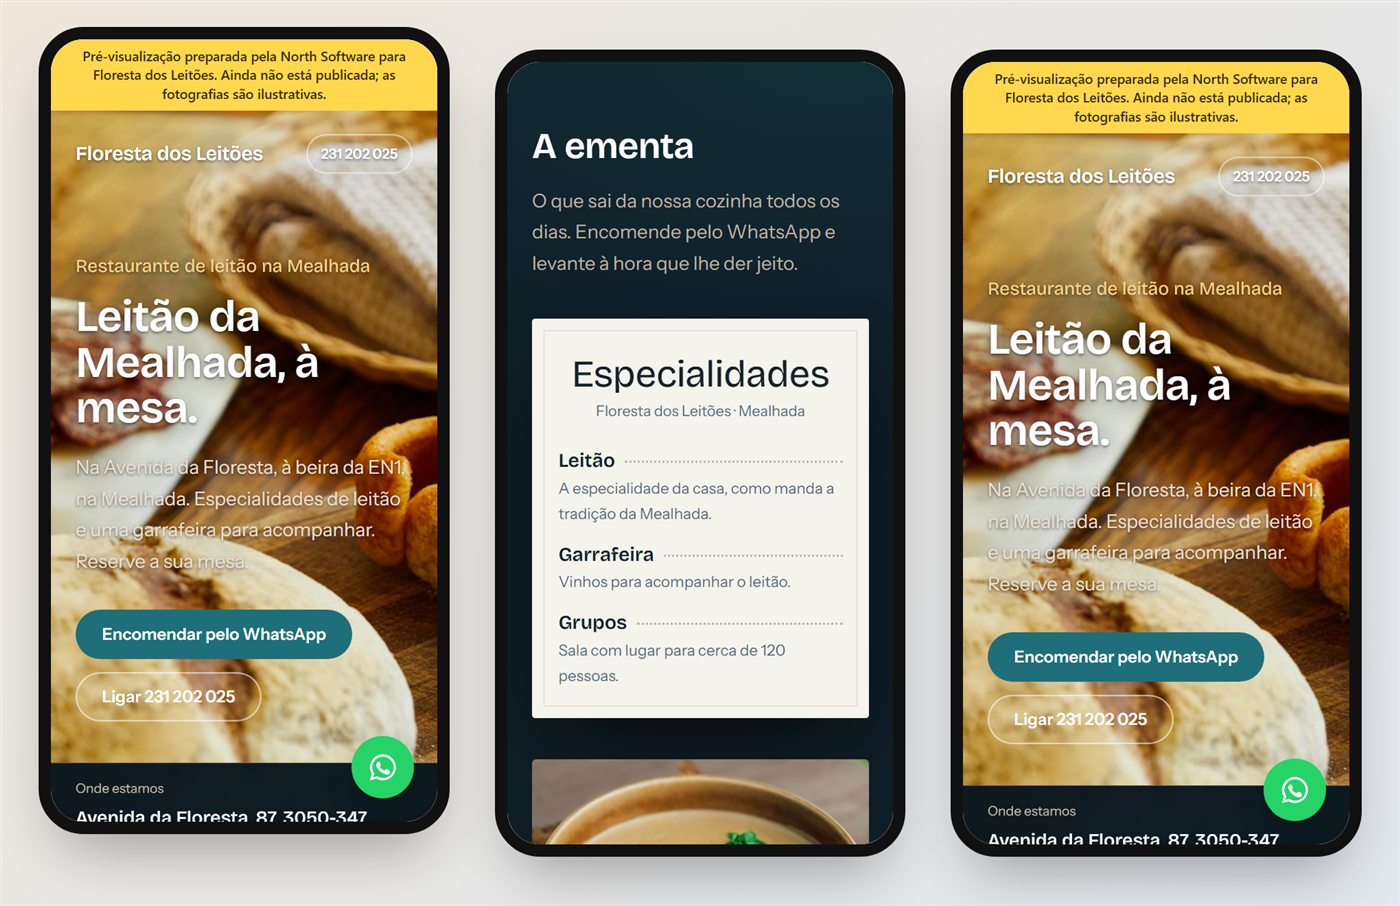 Pré-visualização preparada pela North Software para
Floresta dos Leitões. Ainda não está publicada; as
fotografias são ilustrativas.
Floresta dos Leitões
231 202 025
Restaurante de leitão na Mealhada
Leitão da
Mealhada, à
mesa.
Na Avenida da Floresta, à beira da EN1,
na Mealhada. Especialidades de leitão
e uma garrafeira para acompanhar.
Reserve a sua mesa.
Encomendar pelo WhatsApp
Ligar 231 202 025
Onde estamos
Avenida da Floresta, 87, 3050-347
A ementa
O que sai da nossa cozinha todos os
dias. Encomende pelo WhatsApp e
levante à hora que lhe der jeito.
Especialidades
Floresta dos Leitões · Mealhada
Leitão
A especialidade da casa, como manda a
tradição da Mealhada.
Garrafeira
Vinhos para acompanhar o leitão.
Grupos
Sala com lugar para cerca de 120
pessoas.
Pré-visualização preparada pela North Software para
Floresta dos Leitões. Ainda não está publicada; as
fotografias são ilustrativas.
Floresta dos Leitões
231 202 025
Restaurante de leitão na Mealhada
Leitão da
Mealhada, à
mesa.
Na Avenida da Floresta, à beira da EN1,
na Mealhada. Especialidades de leitão
e uma garrafeira para acompanhar.
Reserve a sua mesa.
Encomendar pelo WhatsApp
Ligar 231 202 025
Onde estamos
Avenida da Floresta, 87, 3050-347